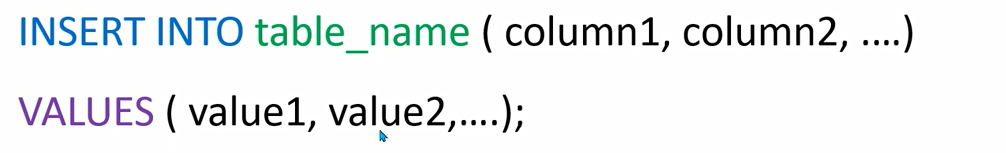 INSERT INTO table_name ( column1, column2, ....)
VALUES ( value1, value2,....);